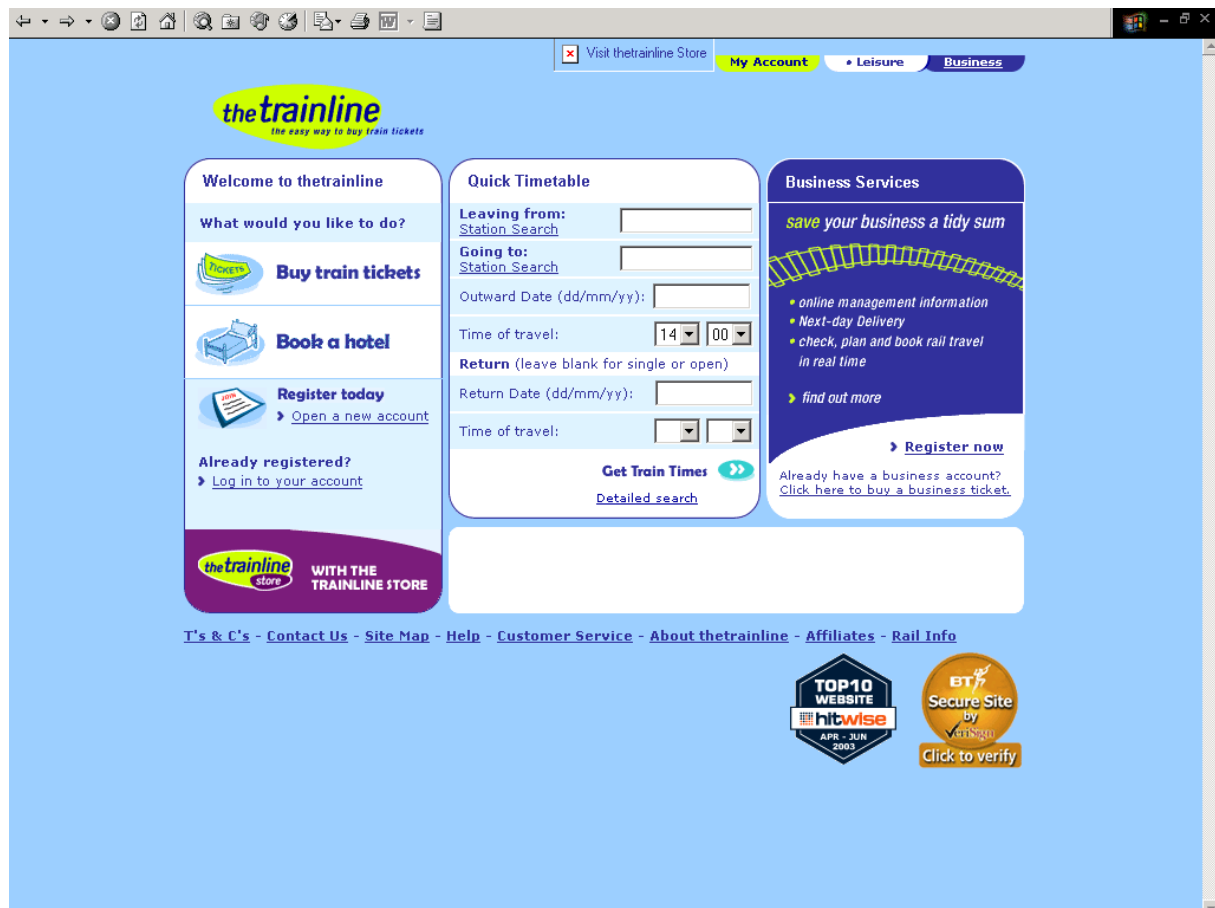 Visit thetrainline Store
My Account
• Leisure
Business
the trainline
the easy way to buy train tickets
Welcome to thetrainline
What would you like to do?
TICKETS
Buy train tickets
Book a hotel
JOIN
Register today
Open a new account
Already registered?
Log in to your account
the trainline
store
WITH THE
TRAINLINE STORE
Quick Timetable
Leaving from:
Station Search
Going to:
Station Search
Outward Date (dd/mm/yy):
Time of travel:
14
00
Return (leave blank for single or open)
Return Date (dd/mm/yy):
Time of travel:
Get Train Times
Detailed search
Business Services
save your business a tidy sum
• online management information
• Next-day Delivery
• check, plan and book rail travel
in real time
find out more
Register now
Already have a business account?
Click here to buy a business ticket.
T's & C's - Contact Us - Site Map - Help - Customer Service - About thetrainline - Affiliates - Rail Info
TOP10
WEBSITE
hitwise
APR - JUN
2003
BT
Secure Site
by
VeriSign
Click to verify